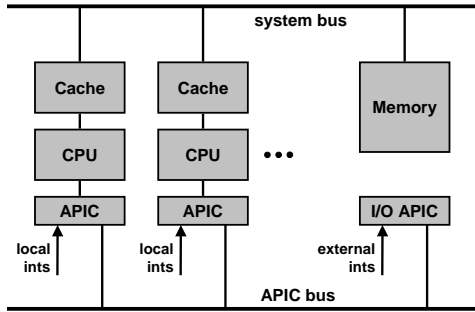 system bus
Cache
Cache
Memory
CPU
CPU
•••
APIC
APIC
I/O APIC
local
ints
local
ints
external
ints
APIC bus